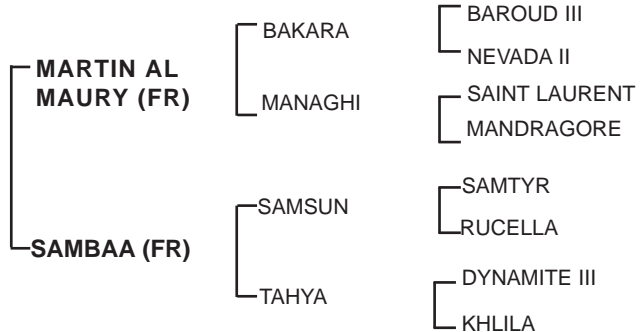 BAROUD III
BAKARA
NEVADA II
MARTIN AL
MAURY (FR)
SAINT LAURENT
MANAGHI
MANDRAGORE
SAMTYR
SAMSUN
RUCELLA
SAMBAA (FR)
DYNAMITE III
TAHYA
KHLILA